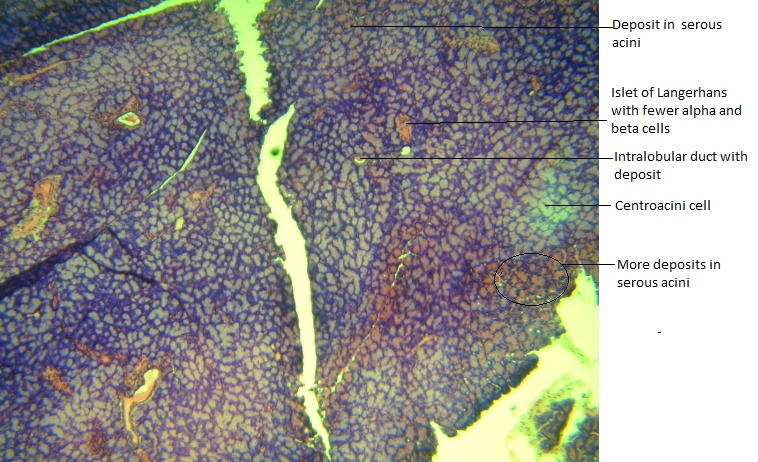 Deposit in serous
acini
Islet of Langerhans
with fewer alpha and
beta cells
Intralobular duct with
deposit
Centroacini cell
More deposits in
serous acini
-